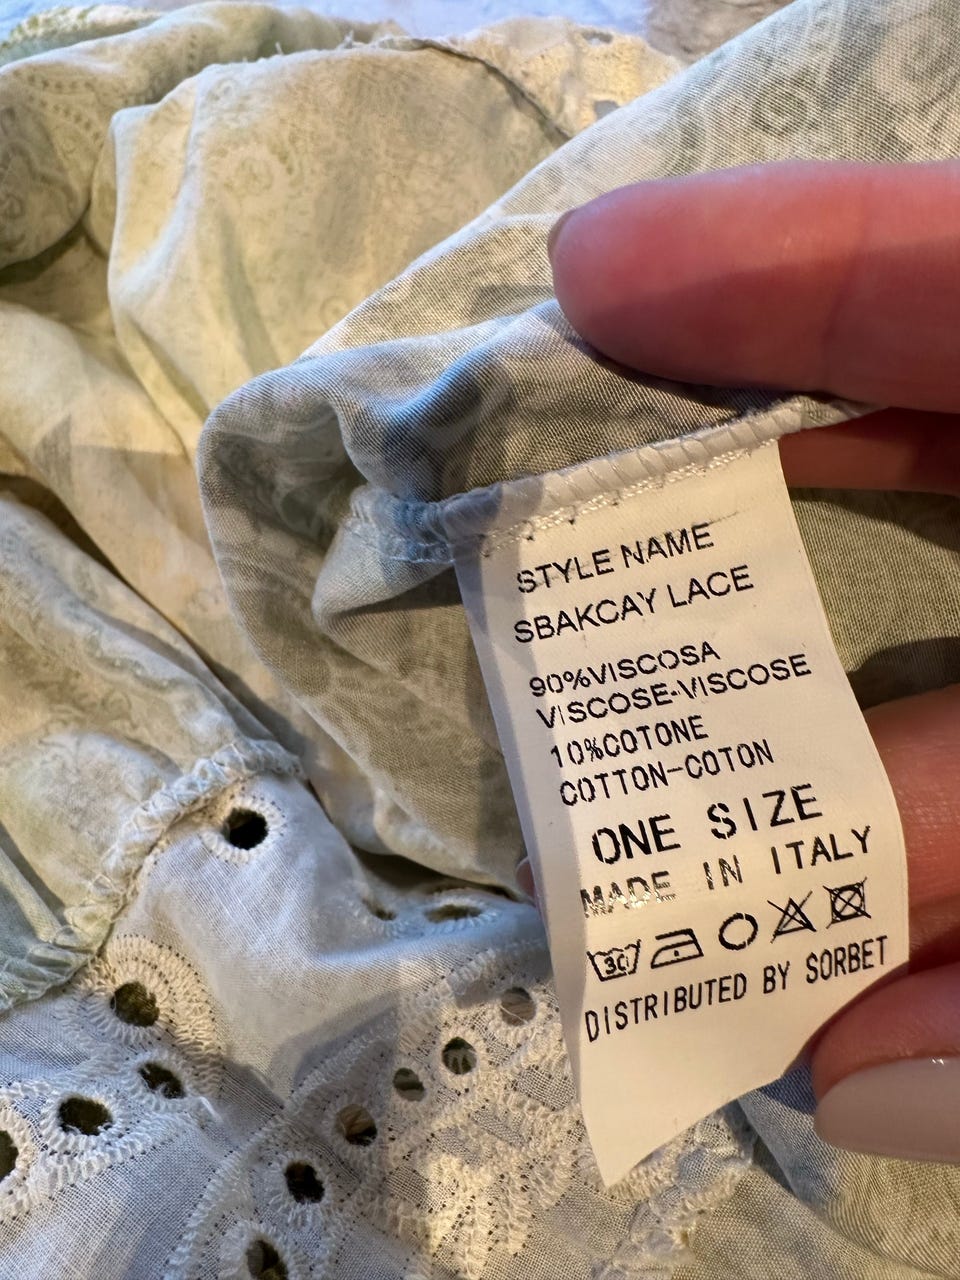 STYLE NAME
SBAKCAY LACE
90%VISCOSA
VISCOSE-VISCOSE
10%COTONE
COTTON-COTON
ONE SIZE
MADE IN ITALY
30
DISTRIBUTED BY SORBET